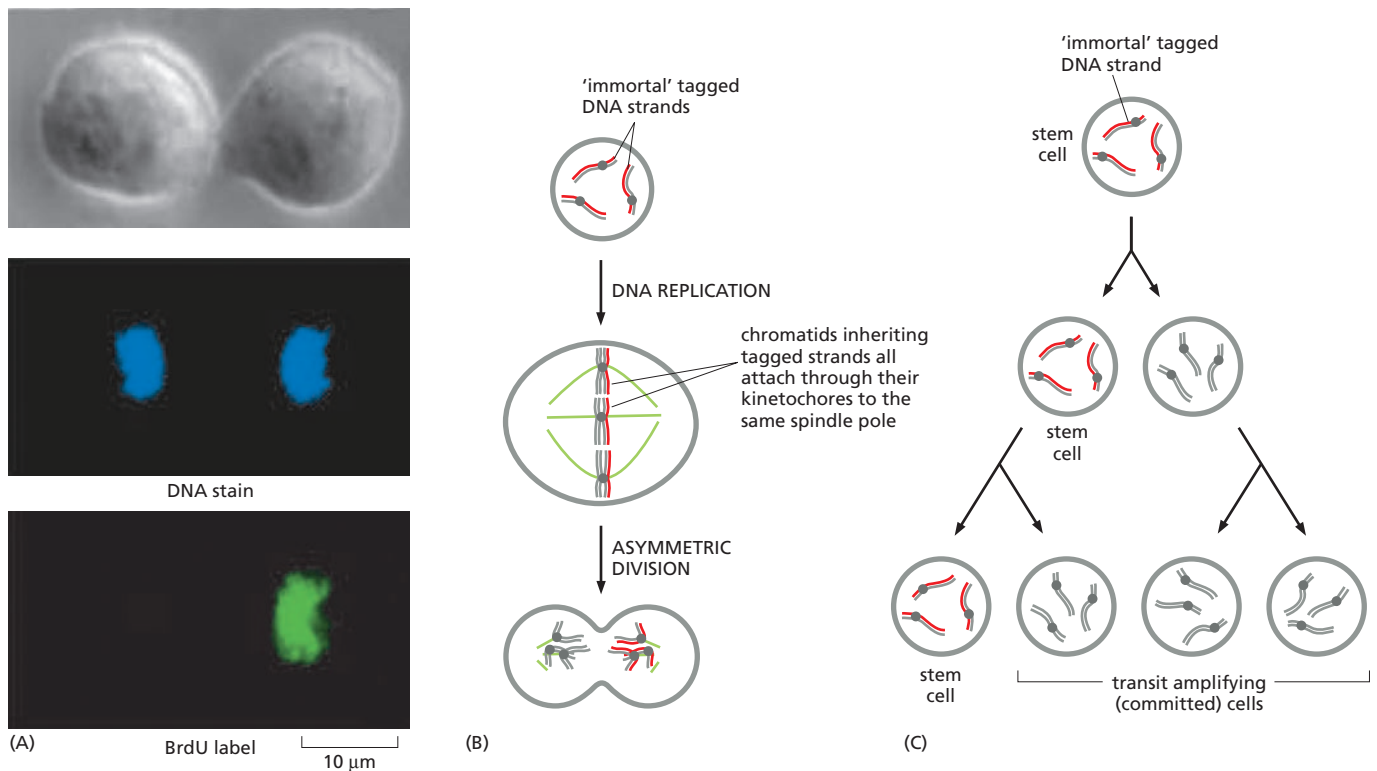 DNA stain
BrdU label
10 μm
(A)
'immortal' tagged
DNA strands
DNA REPLICATION
chromatids inheriting
tagged strands all
attach through their
kinetochores to the
same spindle pole
ASYMMETRIC
DIVISION
(B)
'immortal' tagged
DNA strand
stem
cell
stem
cell
stem
cell
transit amplifying
(committed) cells
(C)